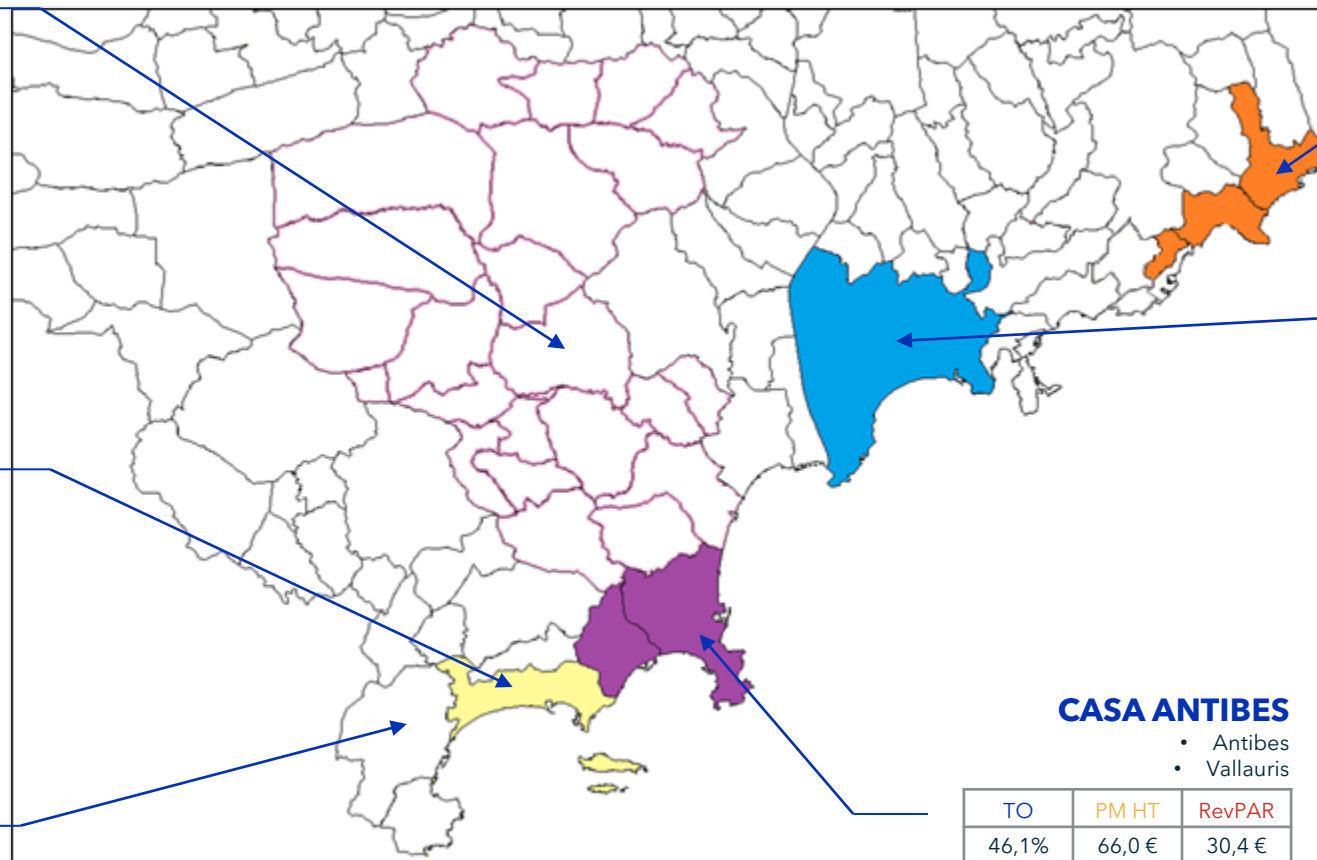 CASA ANTIBES
• Antibes
• Vallauris
TO PM HT RevPAR
46,1% 66,0 € 30,4 €